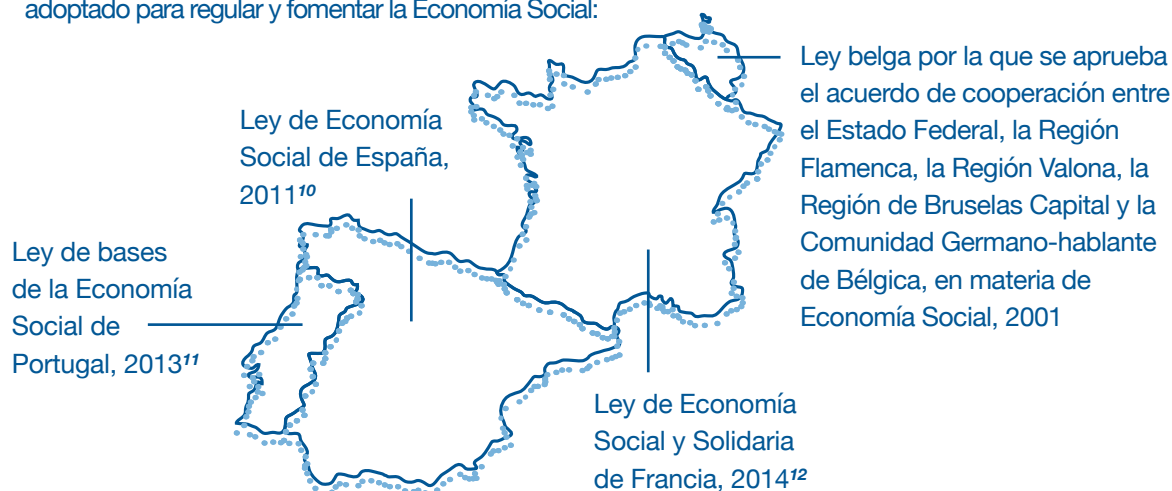 adoptado para regular y fomentar la Economía Social:
Ley belga por la que se aprueba
el acuerdo de cooperación entre
el Estado Federal, la Región
Flamenca, la Región Valona, la
Región de Bruselas Capital y la
Comunidad Germano-hablante
de Bélgica, en materia de
Economía Social, 2001
Ley de Economía
Social de España,
2011¹⁰
Ley de bases
de la Economía
Social de
Portugal, 2013¹¹
Ley de Economía
Social y Solidaria
de Francia, 2014¹²